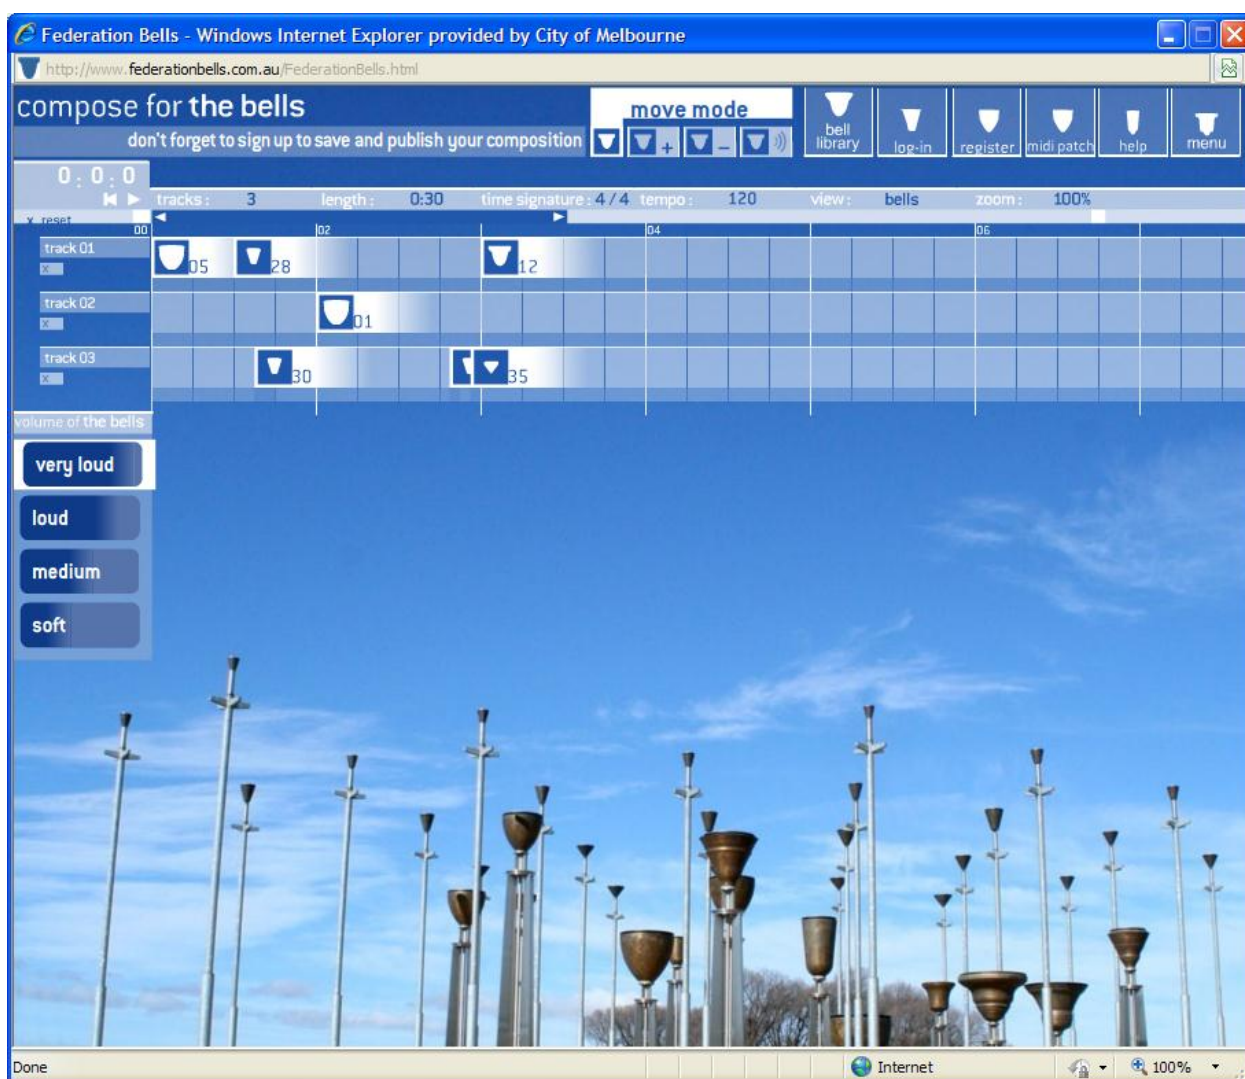 Federation Bells - Windows Internet Explorer provided by City of Melbourne
http://www.federationbells.com.au/FederationBells.html
compose for the bells
don't forget to sign up to save and publish your composition
move mode
+ -
bell library
log-in
register
midi patch
help
menu
0:0:0
tracks: 3 length: 0:30 time signature: 4/4 tempo: 120 view: bells zoom: 100%
x reset
00 02 04 06
track 01
x
05 28 12
track 02
x
01
track 03
x
30 35
volume of the bells
very loud
loud
medium
soft
Done Internet 100%